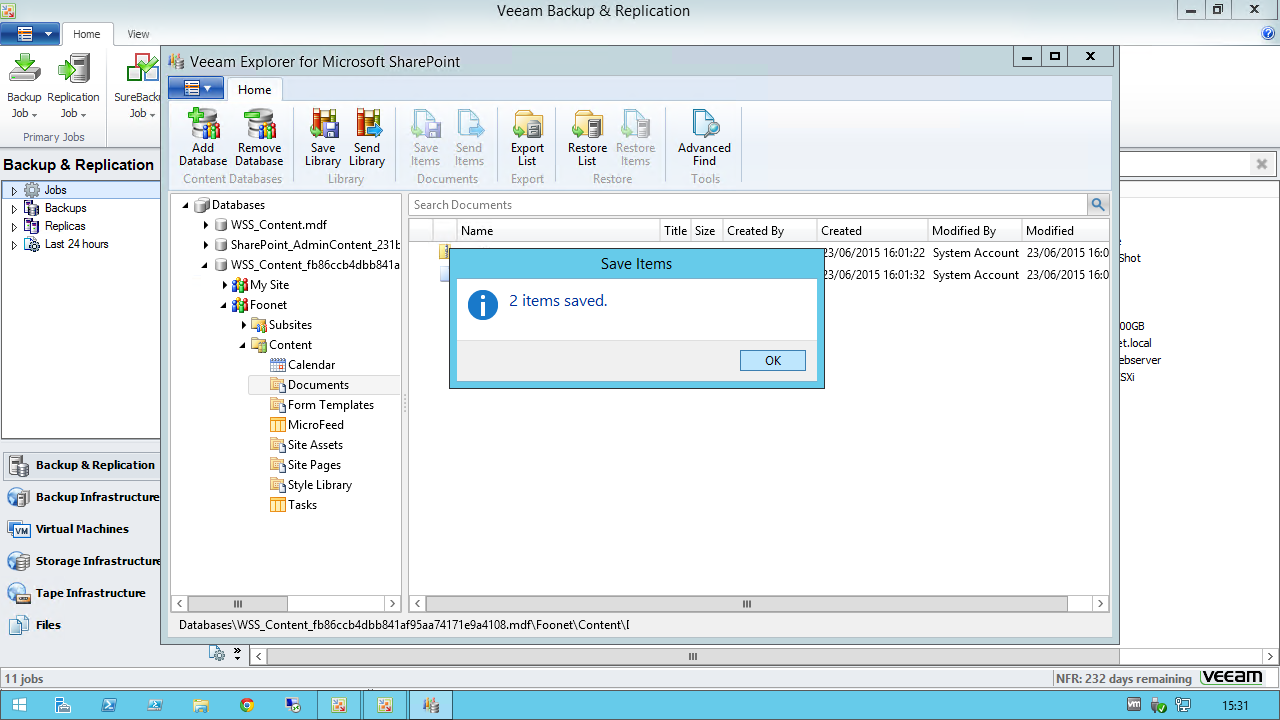 Veeam Backup & Replication
Home
View
Backup Job
Replication Job
SureBackup
Job
Primary Jobs
Backup & Replication
Jobs
Backups
Replicas
Last 24 hours
Backup & Replication
Backup Infrastructure
Virtual Machines
Storage Infrastructure
Tape Infrastructure
Files
Veeam Explorer for Microsoft SharePoint
Home
Add Database
Remove Database
Content Databases
Save Library
Send Library
Library
Save Items
Send Items
Documents
Export List
Export
Restore List
Restore Items
Restore
Advanced Find
Tools
Databases
WSS_Content.mdf
SharePoint_AdminContent_231b
WSS_Content_fb86ccb4dbb841a
My Site
Foonet
Subsites
Content
Calendar
Documents
Form Templates
MicroFeed
Site Assets
Site Pages
Style Library
Tasks
Search Documents
Name Title Size Created By Created Modified By Modified
23/06/2015 16:01:22 System Account 23/06/2015 16:0
23/06/2015 16:01:32 System Account 23/06/2015 16:0
Save Items
2 items saved.
OK
Databases\WSS_Content_fb86ccb4dbb841af95aa74171e9a4108.mdf\Foonet\Content\D
Shot
00GB
et.local
ebserver
SXi
11 jobs
NFR: 232 days remaining
veeam
15:31